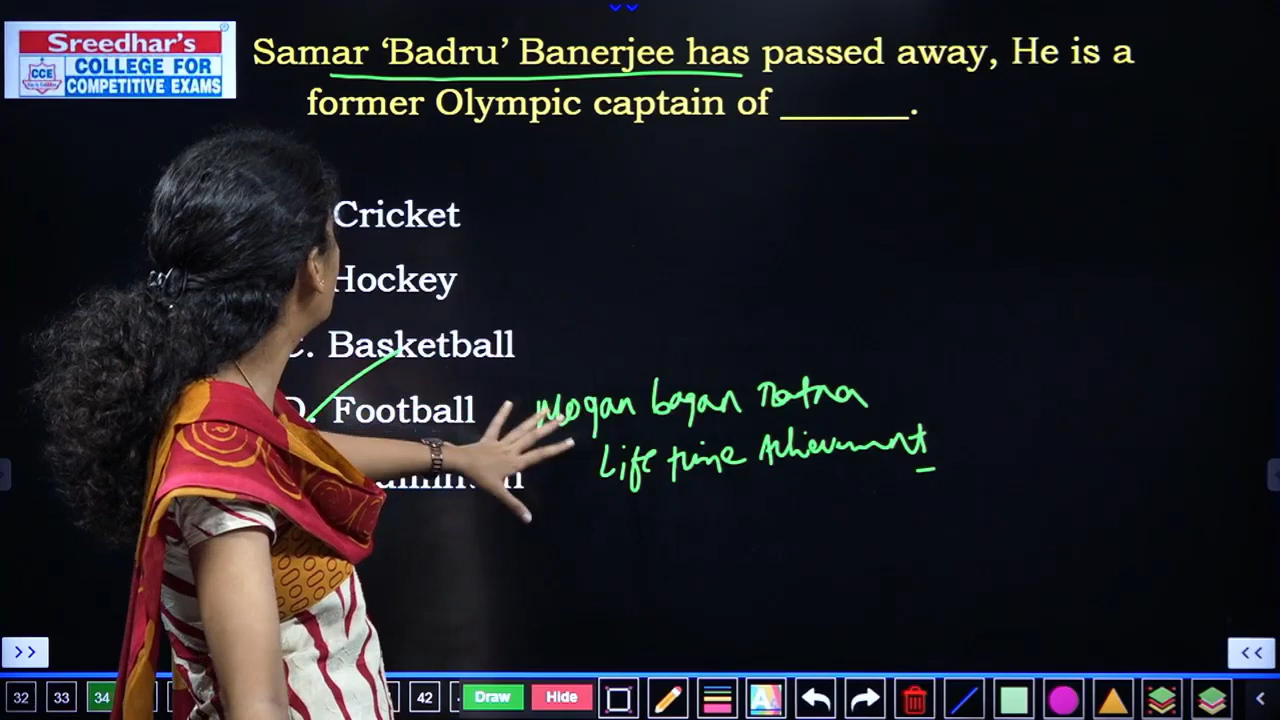 Sreedhar's
CCE
COLLEGE FOR
COMPETITIVE EXAMS
Samar ‘Badru’ Banerjee has passed away, He is a
former Olympic captain of _______.
Cricket
Hockey
C. Basketball
D. Football
Mogan bagan Ratna
Life time Achievement
32 33 34 42 Draw Hide